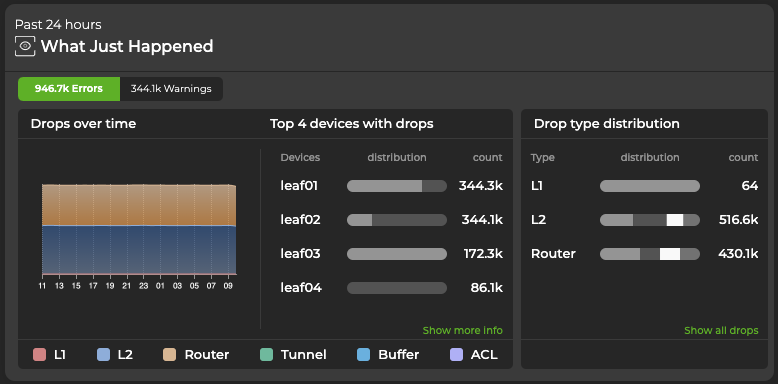 Past 24 hours
What Just Happened
946.7k Errors 344.1k Warnings
Drops over time
11 13 15 17 19 21 23 01 03 05 07 09
Top 4 devices with drops
Devices distribution count
leaf01 344.3k
leaf02 344.1k
leaf03 172.3k
leaf04 86.1k
Show more info
L1 L2 Router Tunnel Buffer ACL
Drop type distribution
Type distribution count
L1 64
L2 516.6k
Router 430.1k
Show all drops